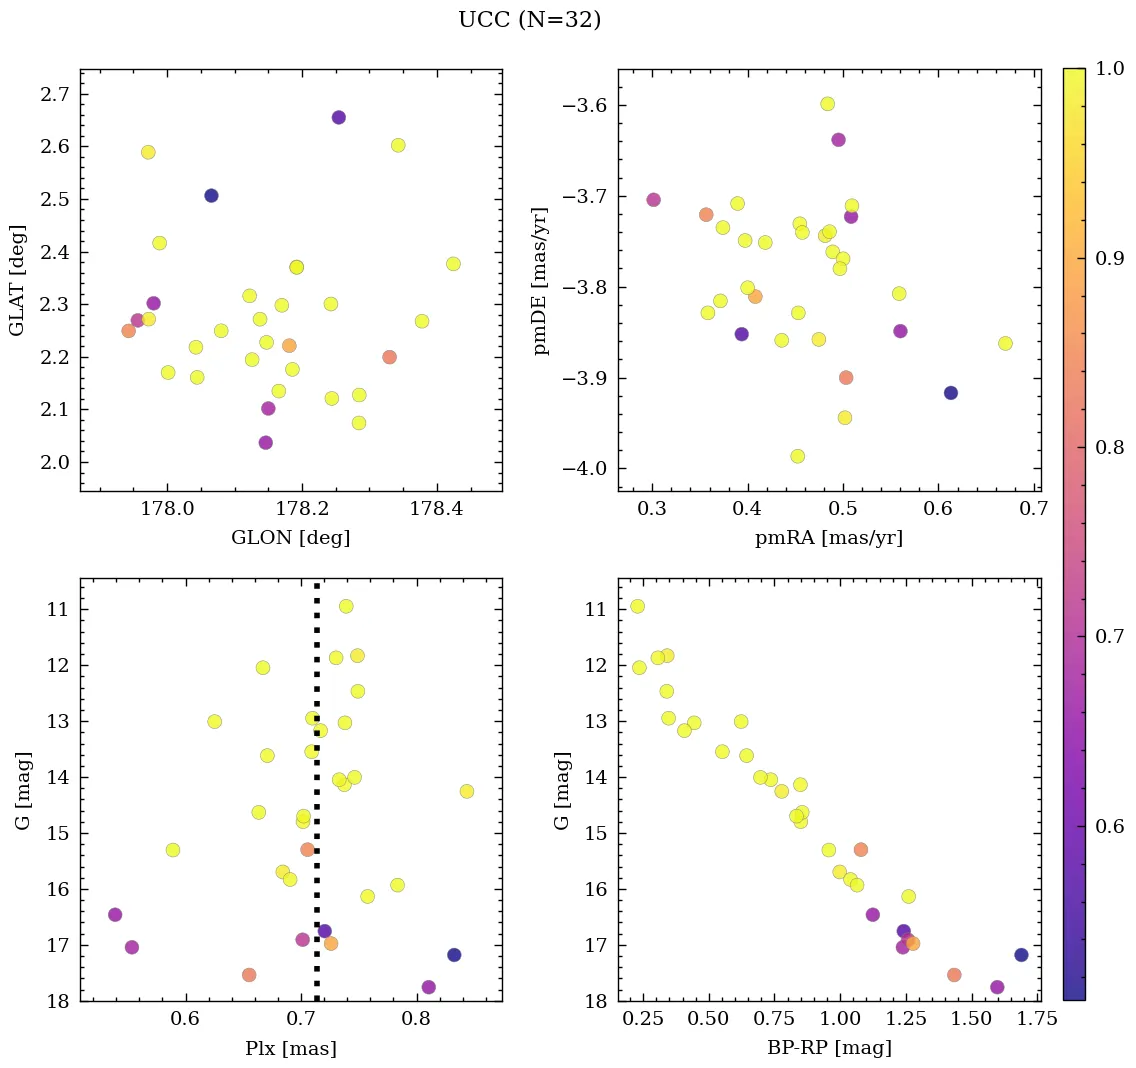 UCC (N=32)
2.7
2.6
2.5
2.4
2.3
2.2
2.1
2.0
GLAT [deg]
178.0 178.2 178.4
GLON [deg]
−3.6
−3.7
−3.8
−3.9
−4.0
pmDE [mas/yr]
0.3 0.4 0.5 0.6 0.7
pmRA [mas/yr]
11
12
13
14
15
16
17
18
G [mag]
0.6 0.7 0.8
Plx [mas]
11
12
13
14
15
16
17
18
G [mag]
0.25 0.50 0.75 1.00 1.25 1.50 1.75
BP-RP [mag]
1.0
0.9
0.8
0.7
0.6